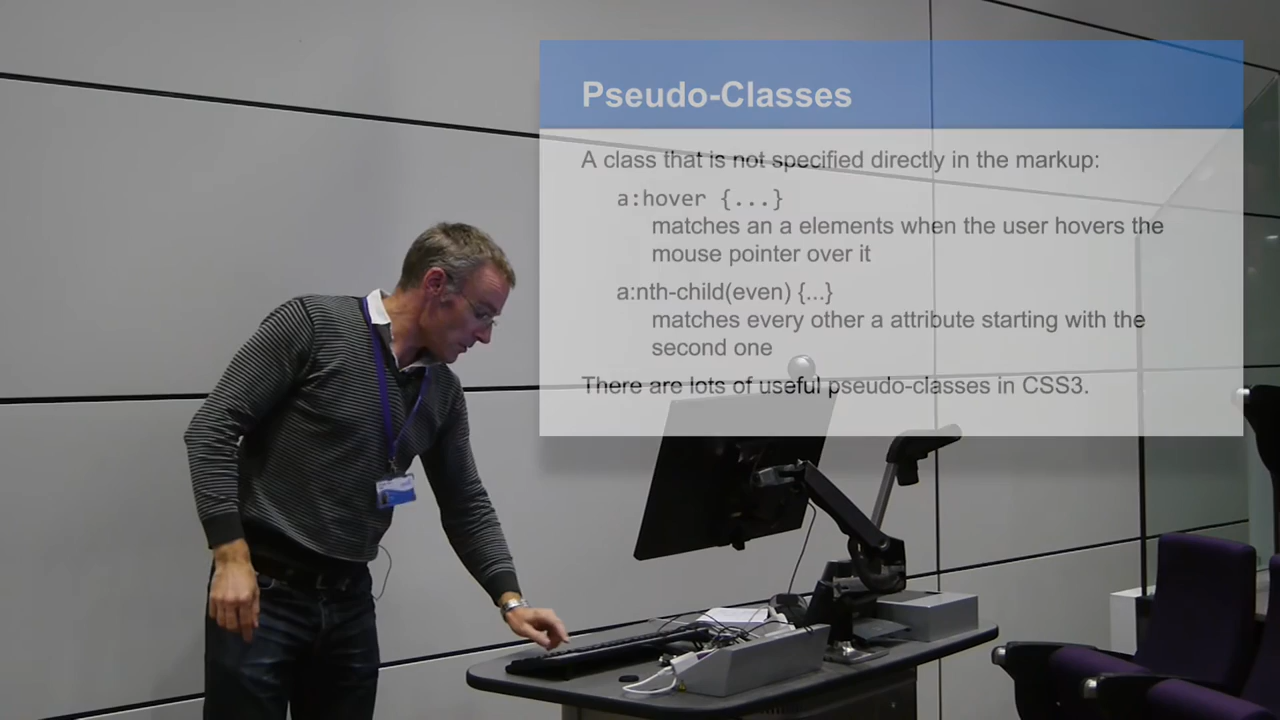 Pseudo-Classes
A class that is not specified directly in the markup:
a:hover {...}
matches an a elements when the user hovers the
mouse pointer over it
a:nth-child(even) {...}
matches every other a attribute starting with the
second one
There are lots of useful pseudo-classes in CSS3.